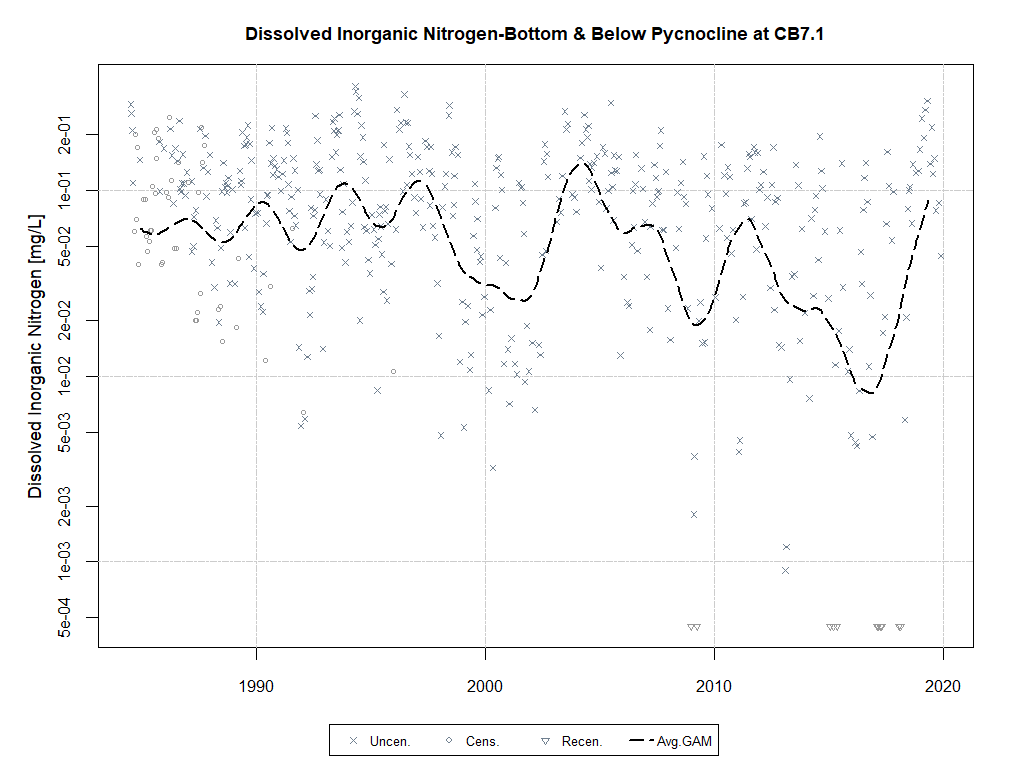 Dissolved Inorganic Nitrogen-Bottom & Below Pycnocline at CB7.1
Dissolved Inorganic Nitrogen [mg/L]
2e-01
1e-01
5e-02
2e-02
1e-02
5e-03
2e-03
1e-03
5e-04
1990 2000 2010 2020
Uncen. Cens. Recen. Avg.GAM